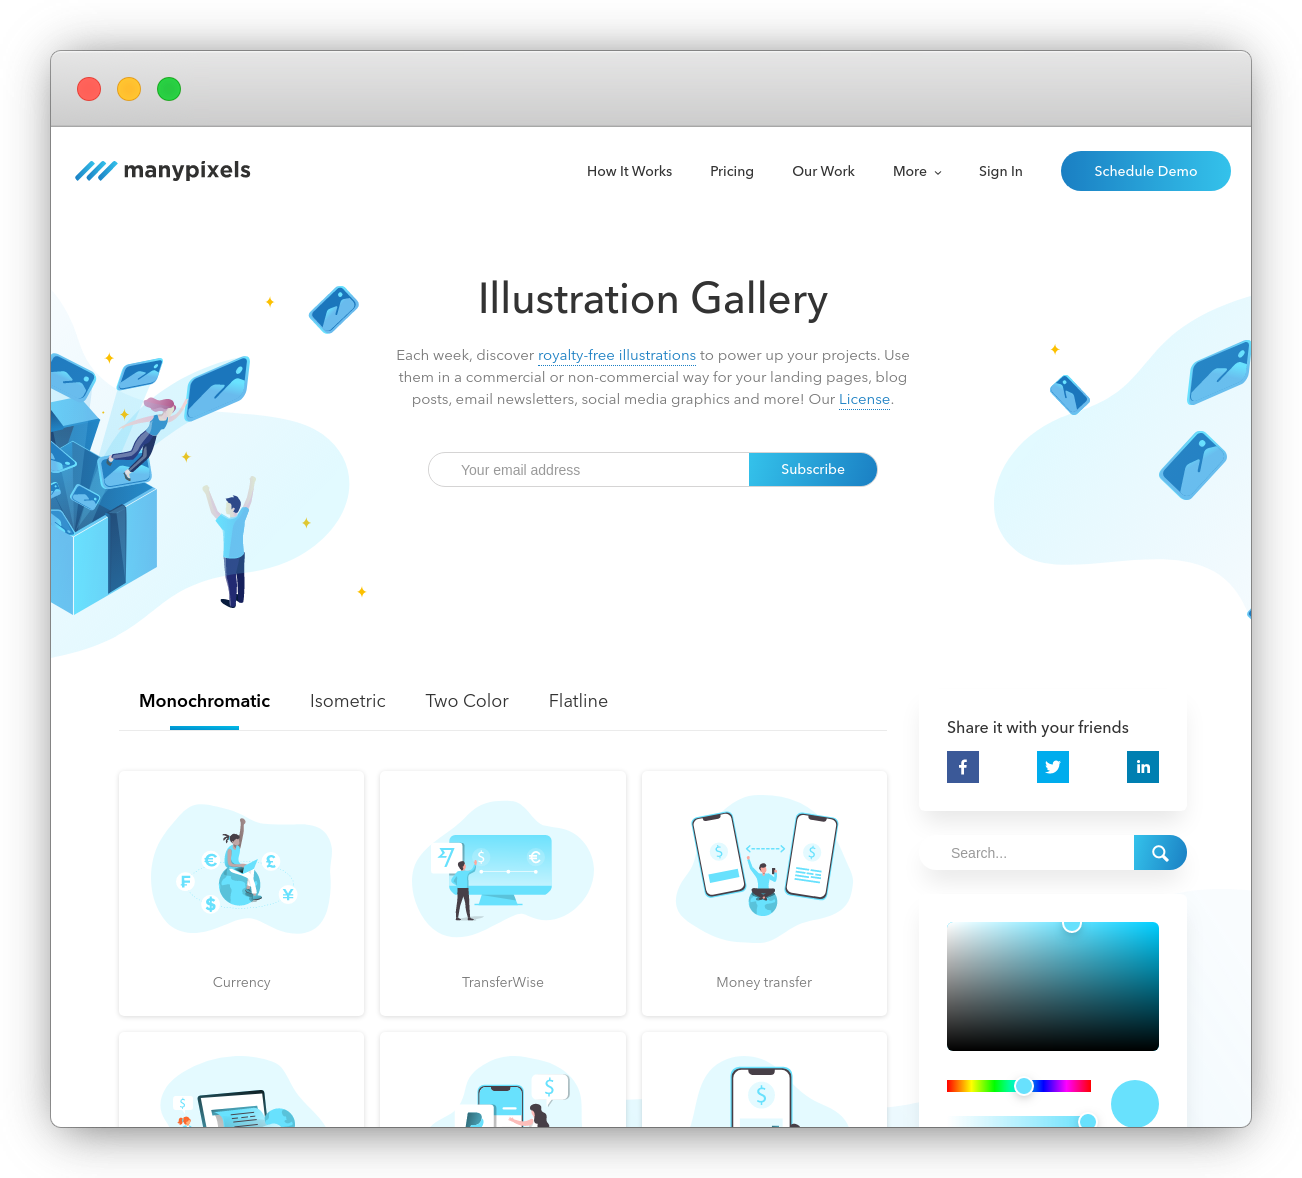 manypixels
How It Works
Pricing
Our Work
More
Sign In
Schedule Demo
Illustration Gallery
Each week, discover royalty-free illustrations to power up your projects. Use
them in a commercial or non-commercial way for your landing pages, blog
posts, email newsletters, social media graphics and more! Our License.
Your email address
Subscribe
Monochromatic
Isometric
Two Color
Flatline
Share it with your friends
f
in
Search...
€
£
₣
$
¥
Currency
$
€
TransferWise
$
$
Money transfer
$
$
$